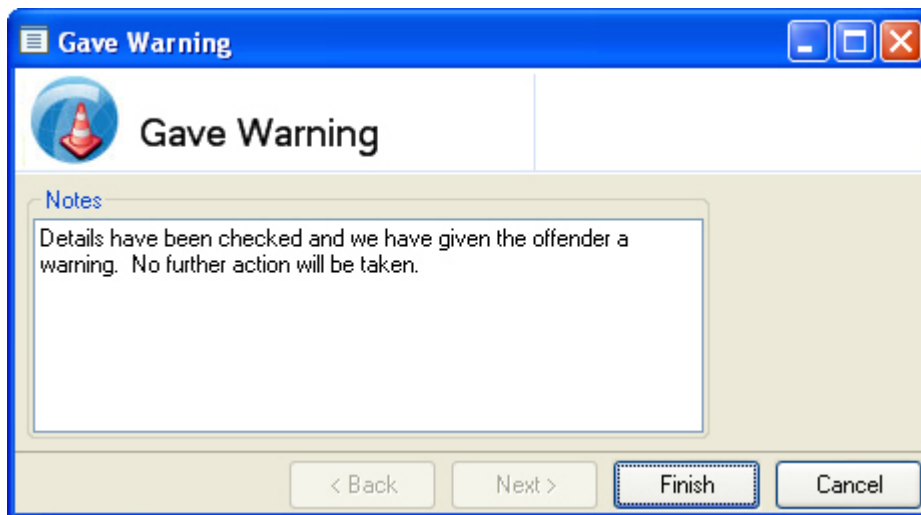 Gave Warning
Gave Warning
Notes
Details have been checked and we have given the offender a
warning.  No further action will be taken.
< Back
Next >
Finish
Cancel